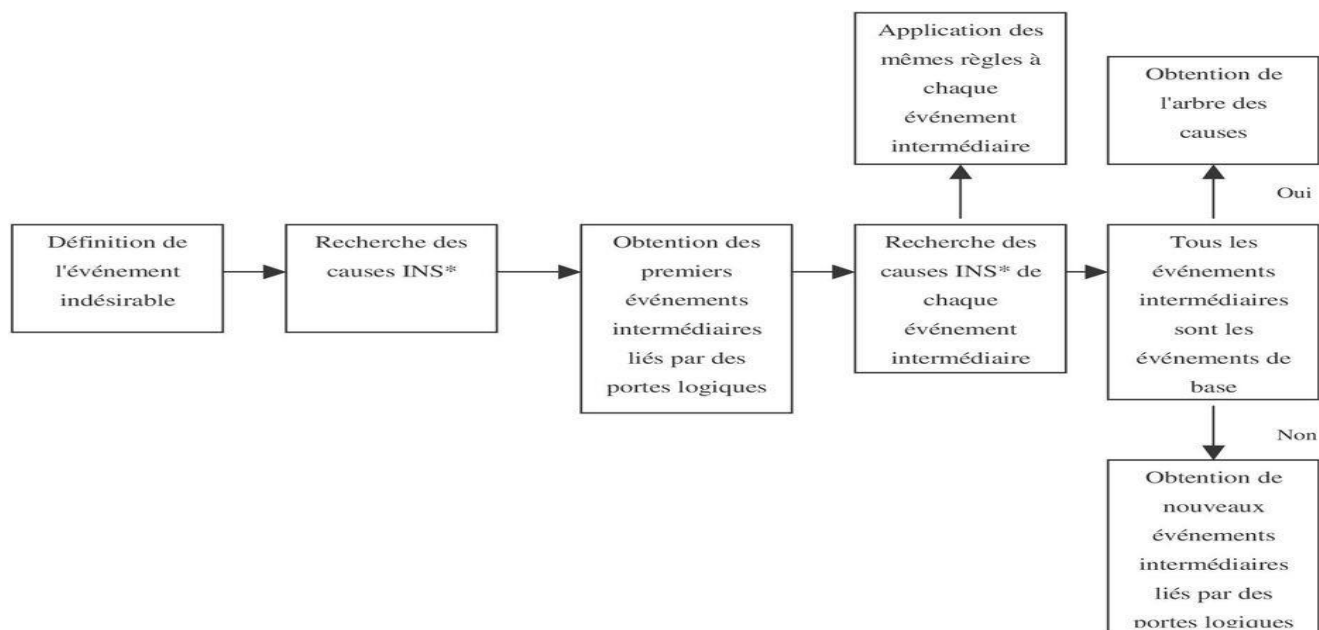 Application des
mêmes règles à
chaque
événement
intermédiaire
Obtention de
l'arbre des
causes
Oui
Définition de
l'événement
indésirable
Recherche des
causes INS*
Obtention des
premiers
événements
intermédiaires
liés par des
portes logiques
Recherche des
causes INS* de
chaque
événement
intermédiaire
Tous les
événements
intermédiaires
sont les
événements de
base
Non
Obtention de
nouveaux
événements
intermédiaires
liés par des
portes logiques